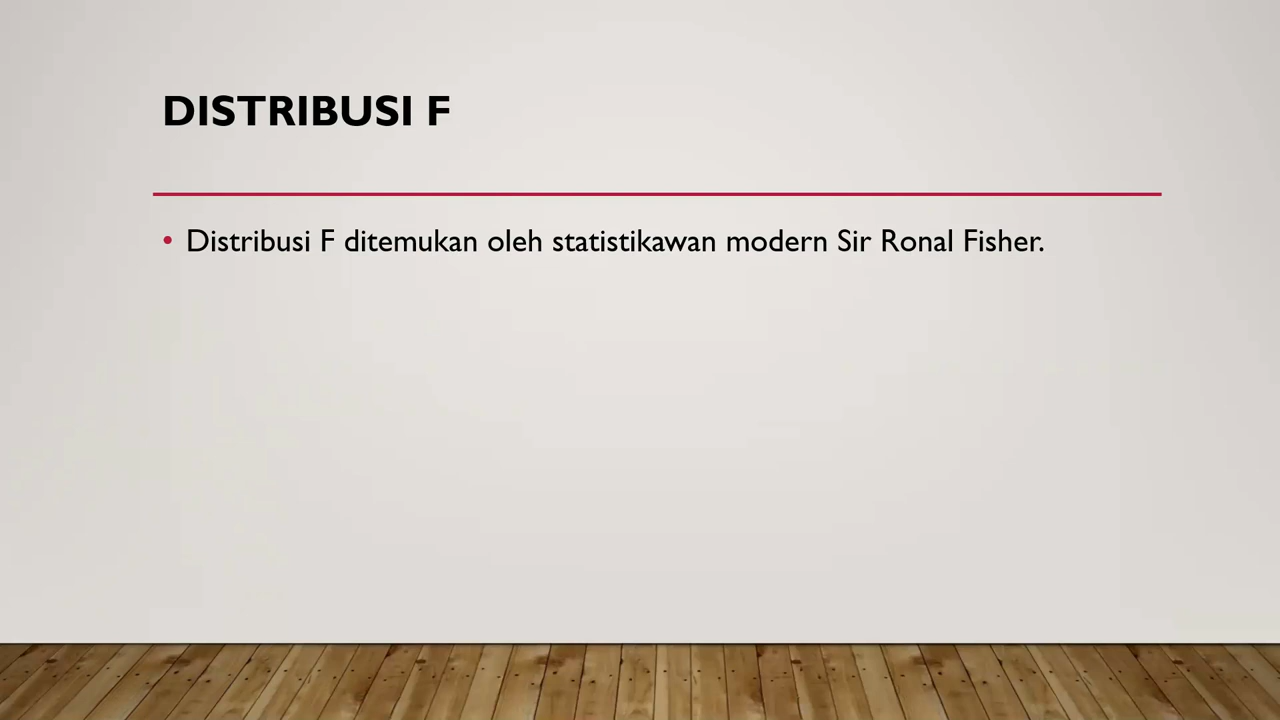 DISTRIBUSI F
• Distribusi F ditemukan oleh statistikawan modern Sir Ronal Fisher.